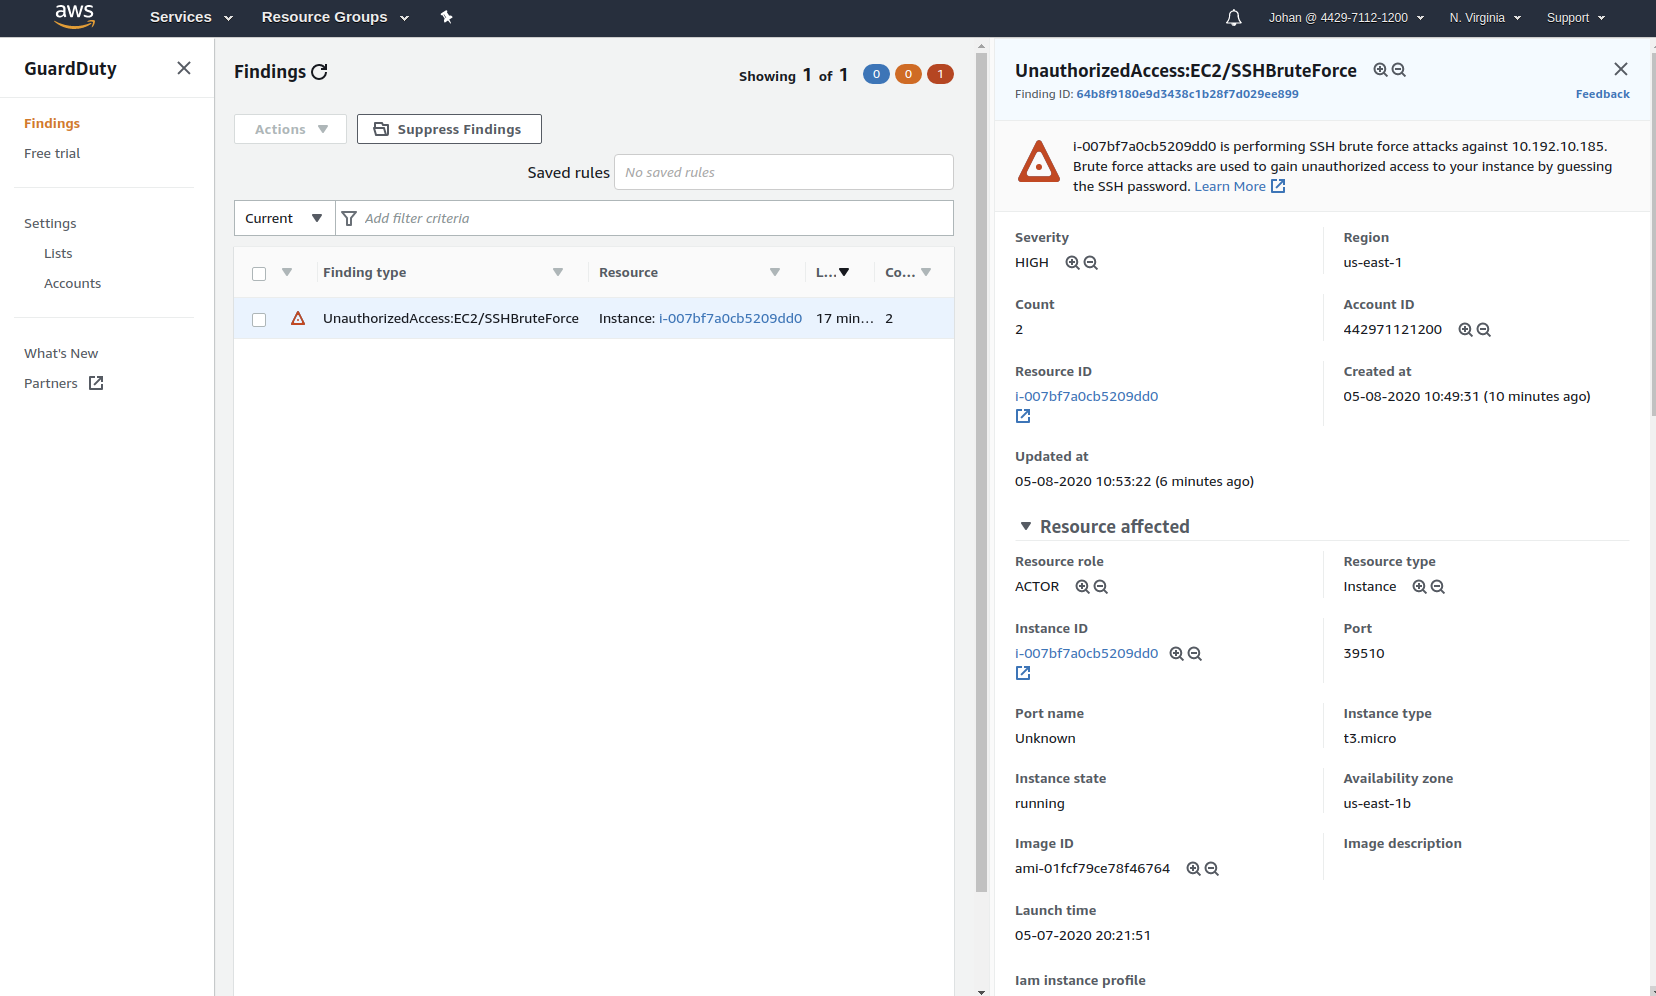 aws Services Resource Groups Johan @ 4429-7112-1200 N. Virginia Support
GuardDuty
Findings
Free trial
Settings
Lists
Accounts
What's New
Partners
Findings
Showing 1 of 1 0 0 1
Actions Suppress Findings
Saved rules No saved rules
Current Add filter criteria
Finding type Resource L... Co...
UnauthorizedAccess:EC2/SSHBruteForce Instance: i-007bf7a0cb5209dd0 17 min... 2
UnauthorizedAccess:EC2/SSHBruteForce
Finding ID: 64b8f9180e9d3438c1b28f7d029ee899 Feedback
i-007bf7a0cb5209dd0 is performing SSH brute force attacks against 10.192.10.185.
Brute force attacks are used to gain unauthorized access to your instance by guessing
the SSH password. Learn More
Severity Region
HIGH us-east-1
Count Account ID
2 442971121200
Resource ID Created at
i-007bf7a0cb5209dd0 05-08-2020 10:49:31 (10 minutes ago)
Updated at
05-08-2020 10:53:22 (6 minutes ago)
Resource affected
Resource role Resource type
ACTOR Instance
Instance ID Port
i-007bf7a0cb5209dd0 39510
Port name Instance type
Unknown t3.micro
Instance state Availability zone
running us-east-1b
Image ID Image description
ami-01fcf79ce78f46764
Launch time
05-07-2020 20:21:51
Iam instance profile